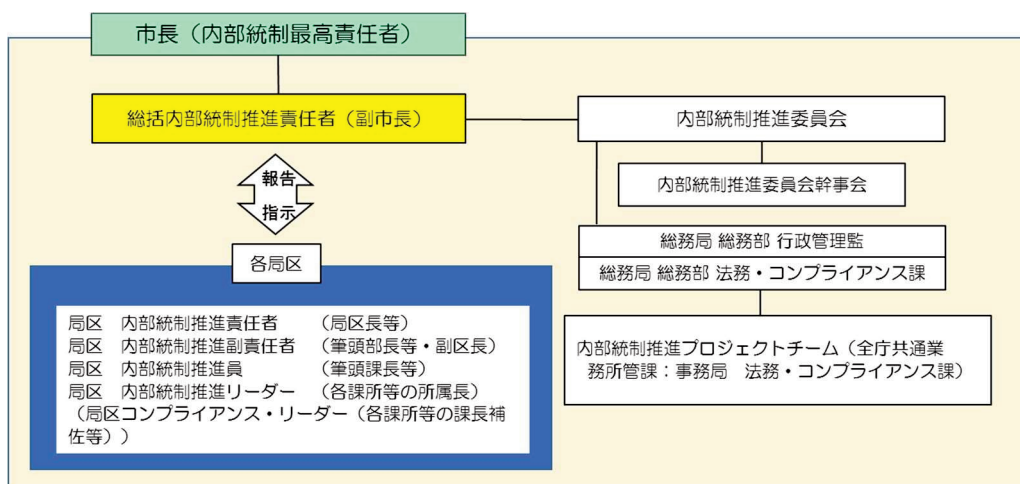 市長（内部統制最高責任者）
総括内部統制推進責任者（副市長）
内部統制推進委員会
内部統制推進委員会幹事会
報告
指示
総務局 総務部 行政管理監
総務局 総務部 法務・コンプライアンス課
各局区
局区　内部統制推進責任者　　（局区長等）
局区　内部統制推進副責任者　（筆頭部長等・副区長）
局区　内部統制推進員　　　　（筆頭課長等）
局区　内部統制推進リーダー　（各課所等の所属長）
（局区コンプライアンス・リーダー（各課所等の課長補
佐等））
内部統制推進プロジェクトチーム（全庁共通業
務所管課：事務局　法務・コンプライアンス課）